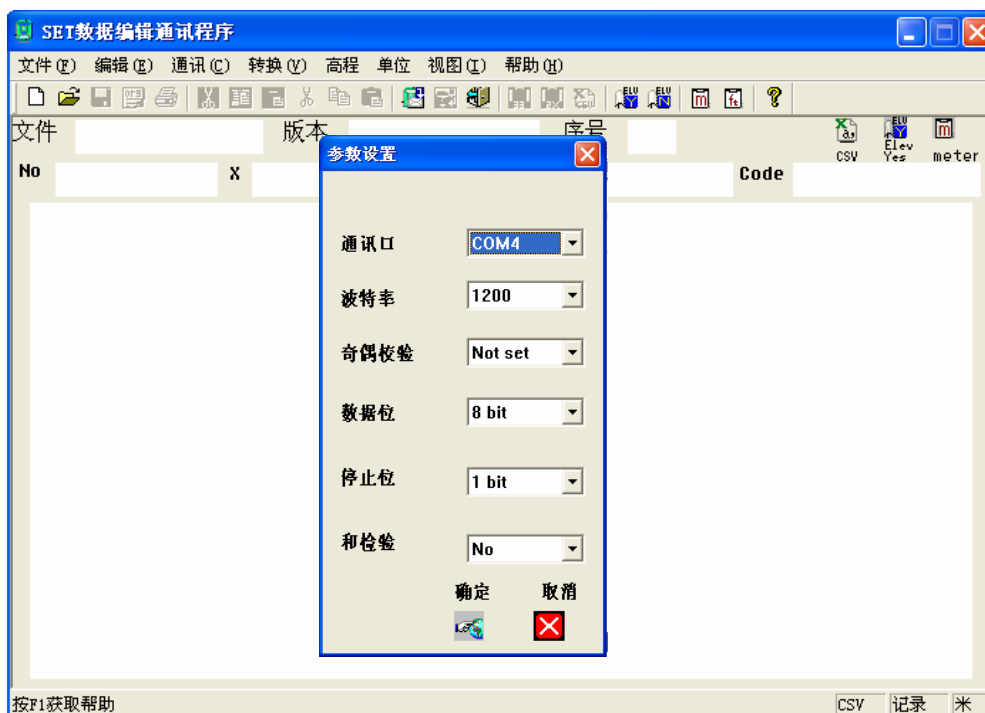 SET数据编辑通讯程序
文件(F) 编辑(E) 通讯(C) 转换(V) 高程 单位 视图(I) 帮助(H)
文件 版本 序号
CSV Elev Yes meter
No X Code
参数设置
通讯口 COM4
波特率 1200
奇偶校验 Not set
数据位 8 bit
停止位 1 bit
和检验 No
确定 取消
按F1获取帮助 CSV 记录 米